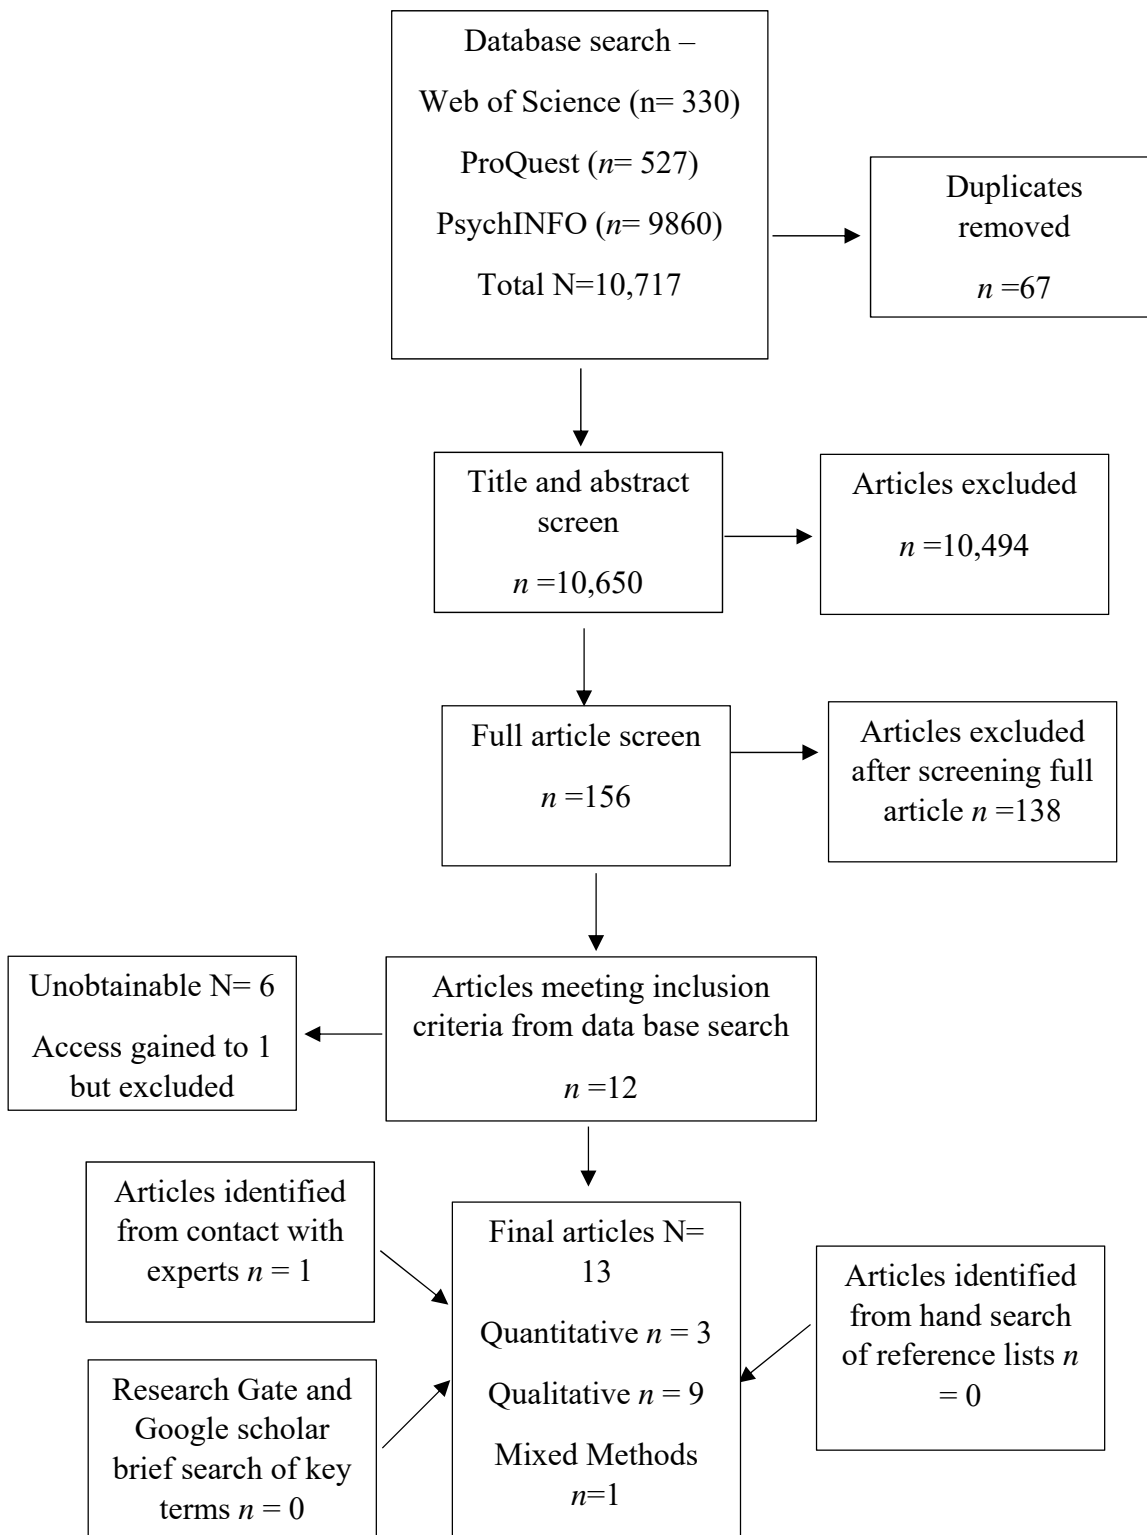 Database search –
Web of Science (n= 330)
ProQuest (n= 527)
PsychINFO (n= 9860)
Total N=10,717
Duplicates
removed
n =67
Title and abstract
screen
n =10,650
Articles excluded
n =10,494
Full article screen
n =156
Articles excluded
after screening full
article n =138
Unobtainable N= 6
Access gained to 1
but excluded
Articles meeting inclusion
criteria from data base search
n =12
Articles identified
from contact with
experts n = 1
Research Gate and
Google scholar
brief search of key
terms n = 0
Final articles N=
13
Quantitative n = 3
Qualitative n = 9
Mixed Methods
n=1
Articles identified
from hand search
of reference lists n
= 0